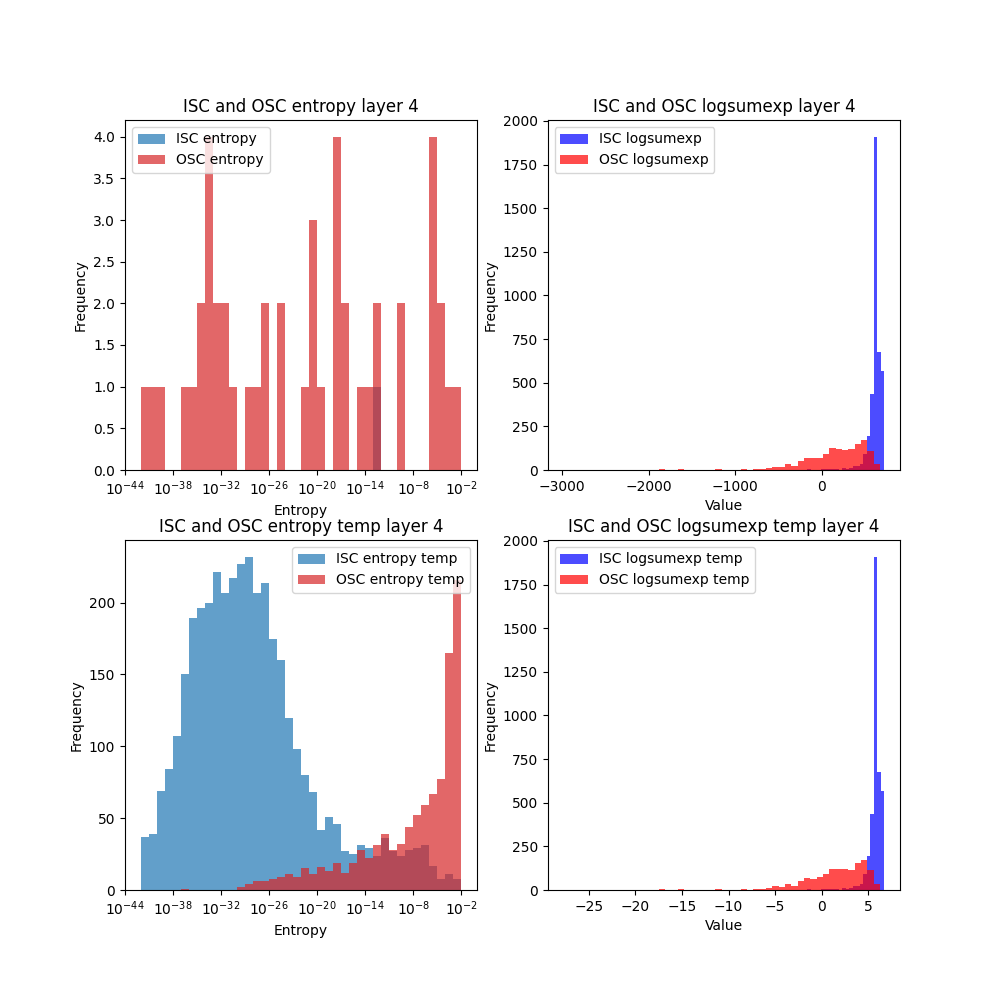 ISC and OSC entropy layer 4
ISC entropy
OSC entropy
Frequency
4.0
3.5
3.0
2.5
2.0
1.5
1.0
0.5
0.0
10⁻⁴⁴ 10⁻³⁸ 10⁻³² 10⁻²⁶ 10⁻²⁰ 10⁻¹⁴ 10⁻⁸ 10⁻²
Entropy
ISC and OSC logsumexp layer 4
ISC logsumexp
OSC logsumexp
Frequency
2000
1750
1500
1250
1000
750
500
250
0
−3000 −2000 −1000 0
Value
ISC and OSC entropy temp layer 4
ISC entropy temp
OSC entropy temp
Frequency
200
150
100
50
0
10⁻⁴⁴ 10⁻³⁸ 10⁻³² 10⁻²⁶ 10⁻²⁰ 10⁻¹⁴ 10⁻⁸ 10⁻²
Entropy
ISC and OSC logsumexp temp layer 4
ISC logsumexp temp
OSC logsumexp temp
Frequency
2000
1750
1500
1250
1000
750
500
250
0
−25 −20 −15 −10 −5 0 5
Value